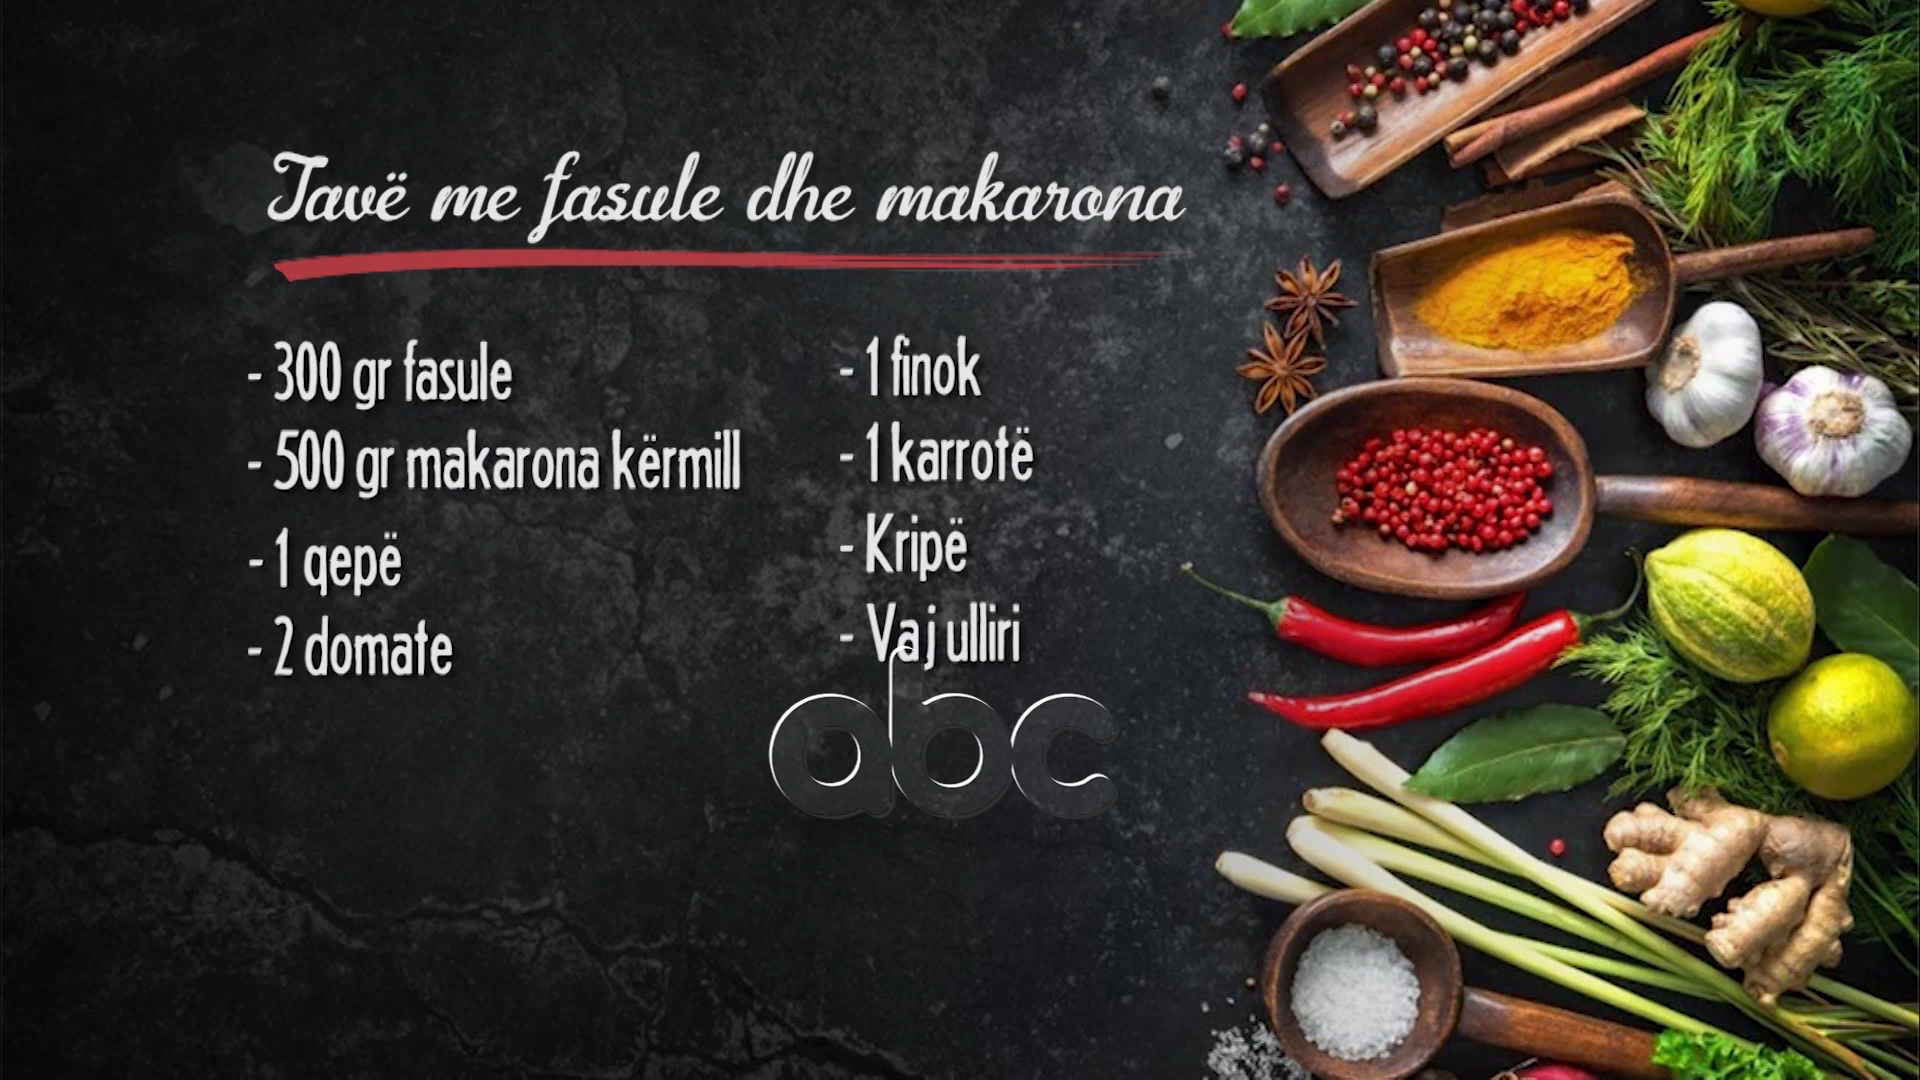 Tavë me fasule dhe makarona
- 300 gr fasule
- 500 gr makarona kërmill
- 1 qepë
- 2 domate
- 1 finok
- 1 karrotë
- Kripë
- Vaj ulliri
abc